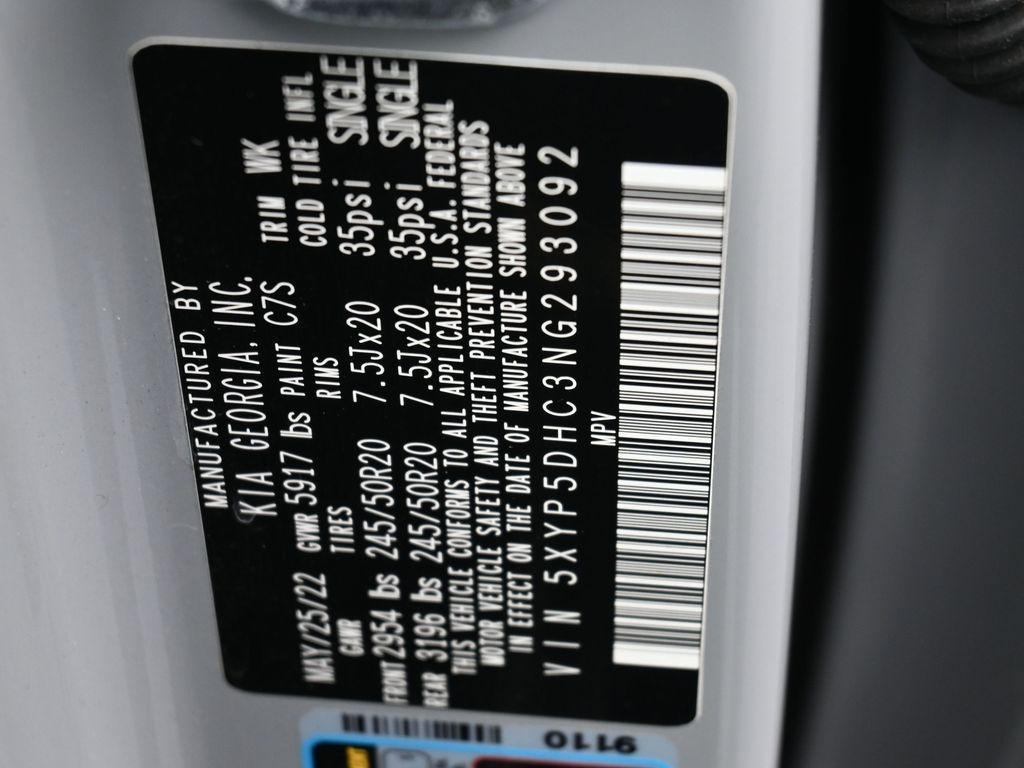 MANUFACTURED BY
KIA GEORGIA, INC.
MAY/25/22 GVWR 5917 lbs PAINT C7S TRIM WK
GAWR TIRES RIMS COLD TIRE INFL
FRONT 2954 lbs 245/50R20 7.5Jx20 35psi SINGLE
REAR 3196 lbs 245/50R20 7.5Jx20 35psi SINGLE
THIS VEHICLE CONFORMS TO ALL APPLICABLE U.S.A. FEDERAL
MOTOR VEHICLE SAFETY AND THEFT PREVENTION STANDARDS
IN EFFECT ON THE DATE OF MANUFACTURE SHOWN ABOVE
VIN 5XYP5DHC3NG293092
MPV
9110